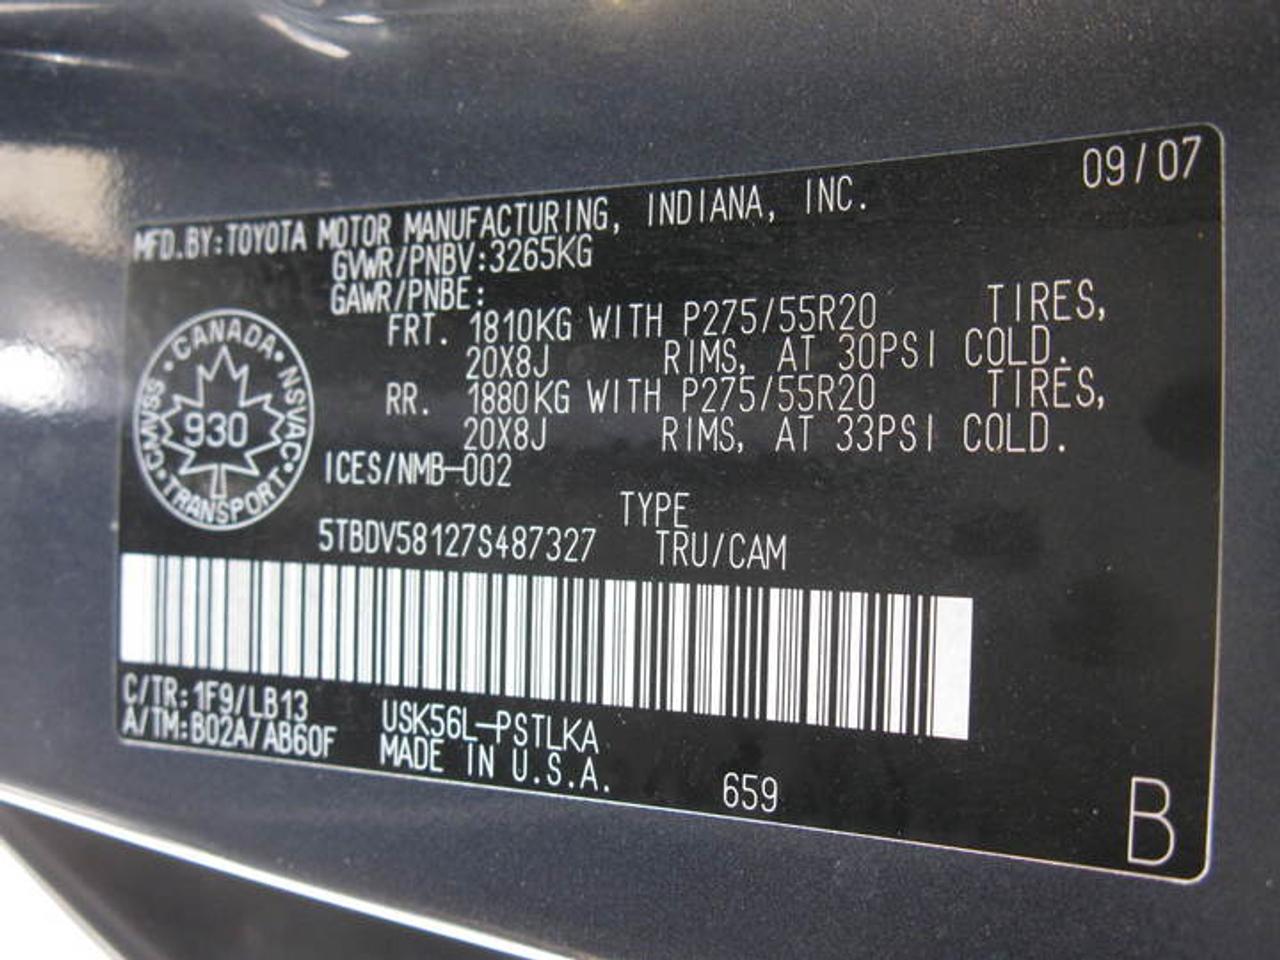 09/07
MFD.BY:TOYOTA MOTOR MANUFACTURING, INDIANA, INC.
GVWR/PNBV:3265KG
GAWR/PNBE:
FRT. 1810KG WITH P275/55R20 TIRES,
20X8J RIMS, AT 30PSI COLD.
RR. 1880KG WITH P275/55R20 TIRES,
20X8J RIMS, AT 33PSI COLD.
ICES/NMB-002
CANADA · NSVAC · TRANSPORT · CMVSS ·
930
TYPE
5TBDV58127S487327 TRU/CAM
C/TR:1F9/LB13
A/TM:B02A/AB60F
USK56L-PSTLKA
MADE IN U.S.A.
659
B